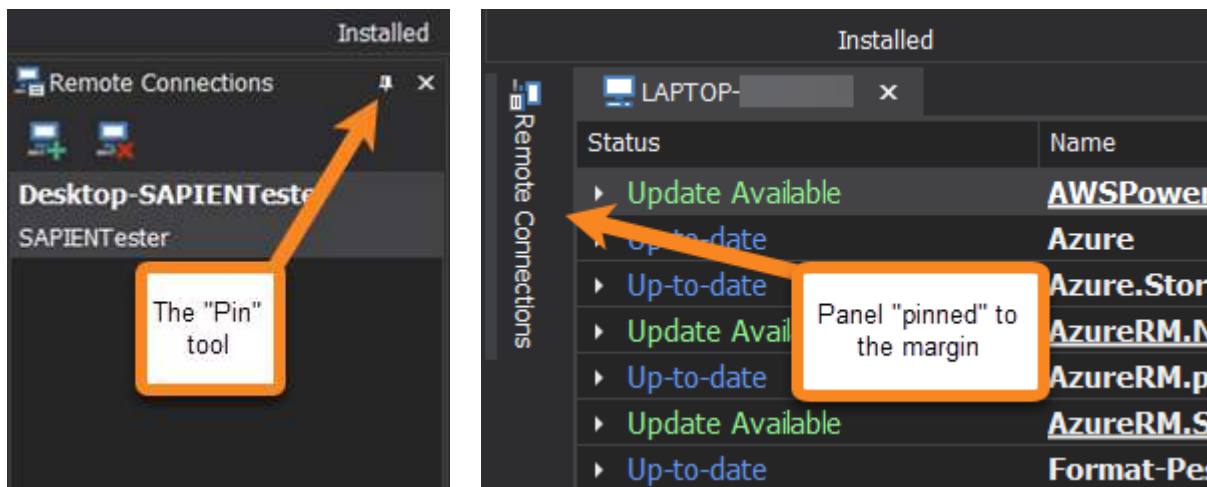 Installed
Remote Connections
Desktop-SAPIENTeste
SAPIENTester
The "Pin"
tool
Installed
Remote Connections
LAPTOP-
Status Name
Update Available AWSPower
Up-to-date Azure
Up-to-date Azure.Stor
Update Avail AzureRM.N
Up-to-date AzureRM.p
Update Available AzureRM.S
Up-to-date Format-Pes
Panel "pinned" to
the margin